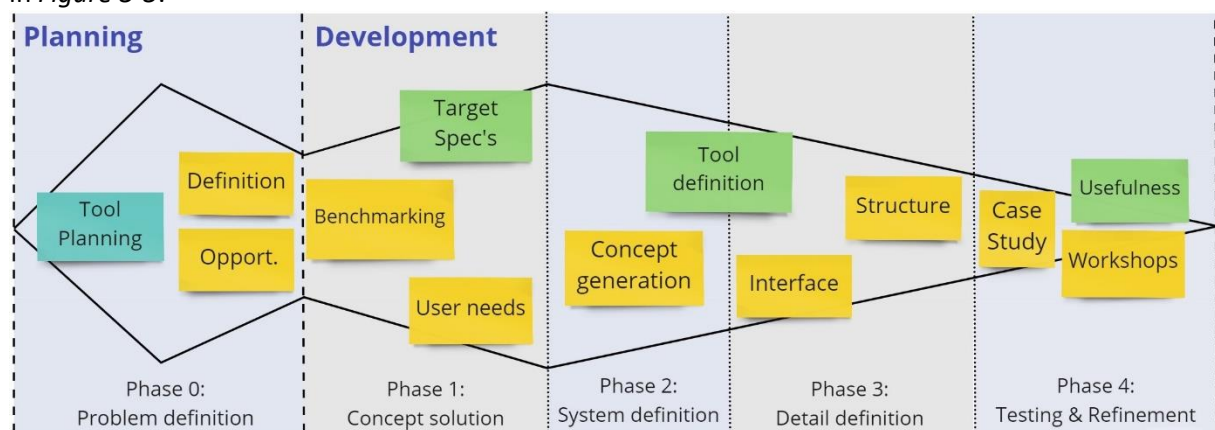 Planning
Development
Tool
Planning
Definition
Opport.
Target
Spec's
Benchmarking
User needs
Tool
definition
Concept
generation
Structure
Interface
Case
Study
Usefulness
Workshops
Phase 0:
Problem definition
Phase 1:
Concept solution
Phase 2:
System definition
Phase 3:
Detail definition
Phase 4:
Testing & Refinement